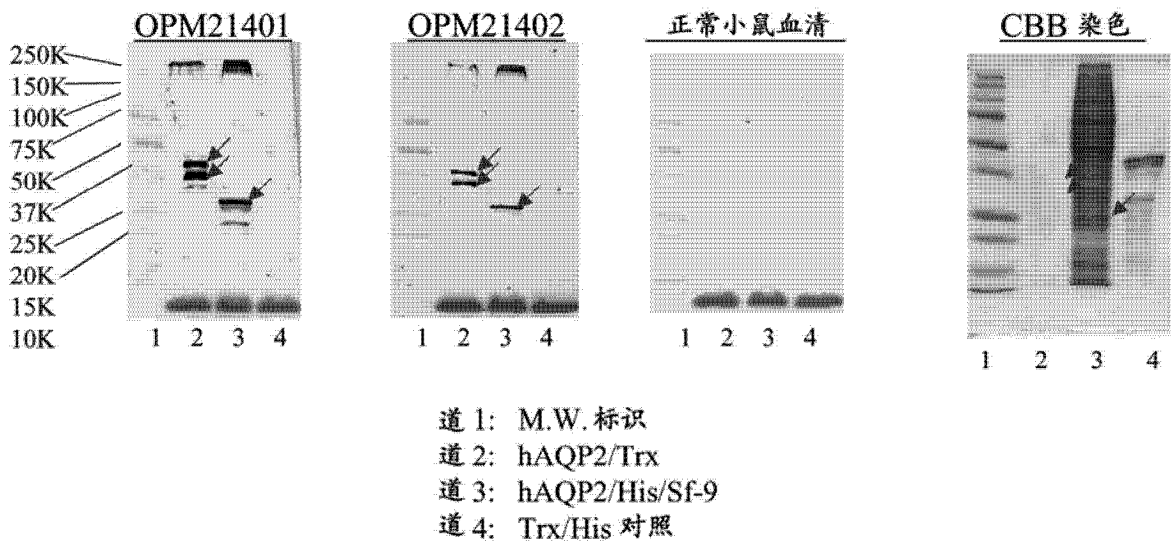 OPM21401
OPM21402
正常小鼠血清
CBB 染色
250K
150K
100K
75K
50K
37K
25K
20K
15K
10K
1 2 3 4
1 2 3 4
1 2 3 4
1 2 3 4
道 1: M.W. 标识
道 2: hAQP2/Trx
道 3: hAQP2/His/Sf-9
道 4: Trx/His 对照